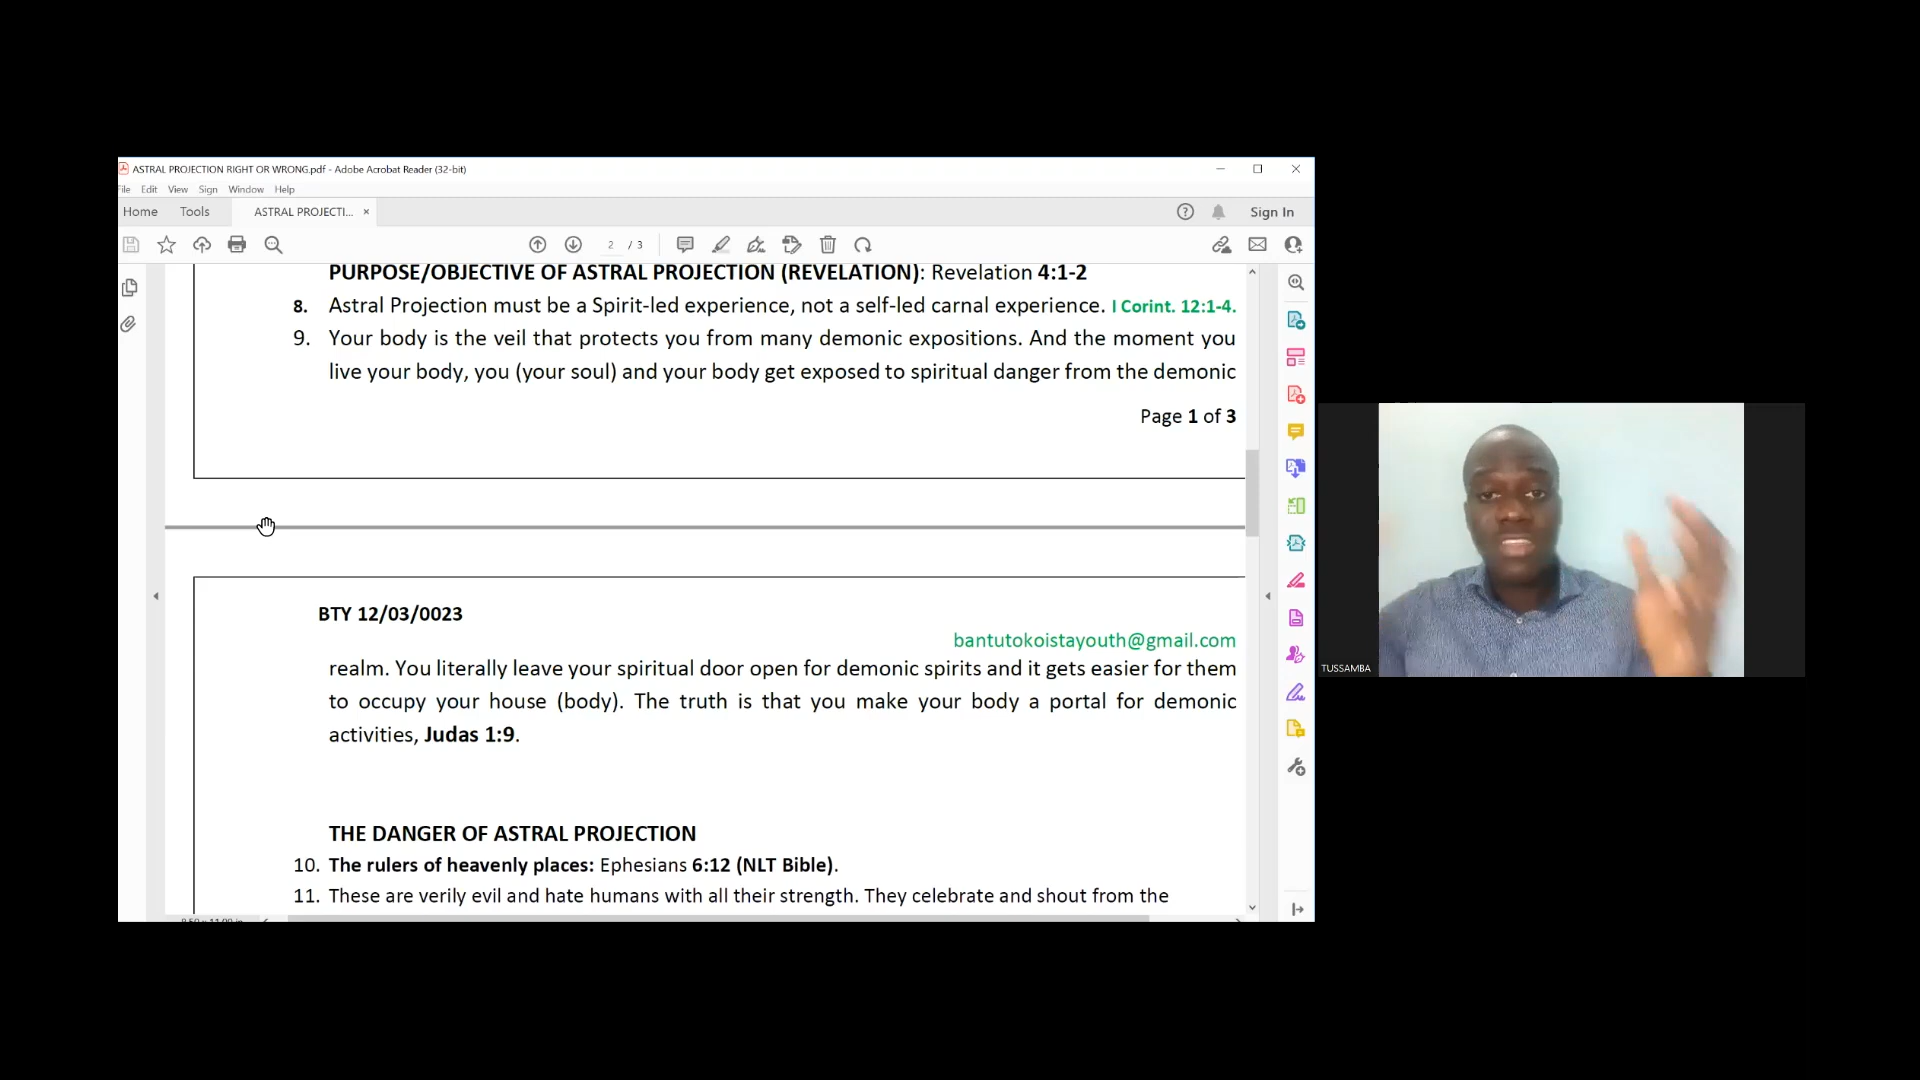 ASTRAL PROJECTION RIGHT OR WRONG.pdf - Adobe Acrobat Reader (32-bit)
File Edit View Sign Window Help
Home Tools ASTRAL PROJECTI... × Sign In
2 / 3
PURPOSE/OBJECTIVE OF ASTRAL PROJECTION (REVELATION): Revelation 4:1-2
8. Astral Projection must be a Spirit-led experience, not a self-led carnal experience. I Corint. 12:1-4.
9. Your body is the veil that protects you from many demonic expositions. And the moment you
live your body, you (your soul) and your body get exposed to spiritual danger from the demonic
Page 1 of 3
BTY 12/03/0023
bantutokoistayouth@gmail.com
realm. You literally leave your spiritual door open for demonic spirits and it gets easier for them
to occupy your house (body). The truth is that you make your body a portal for demonic
activities, Judas 1:9.
TUSSAMBA
THE DANGER OF ASTRAL PROJECTION
10. The rulers of heavenly places: Ephesians 6:12 (NLT Bible).
11. These are verily evil and hate humans with all their strength. They celebrate and shout from the